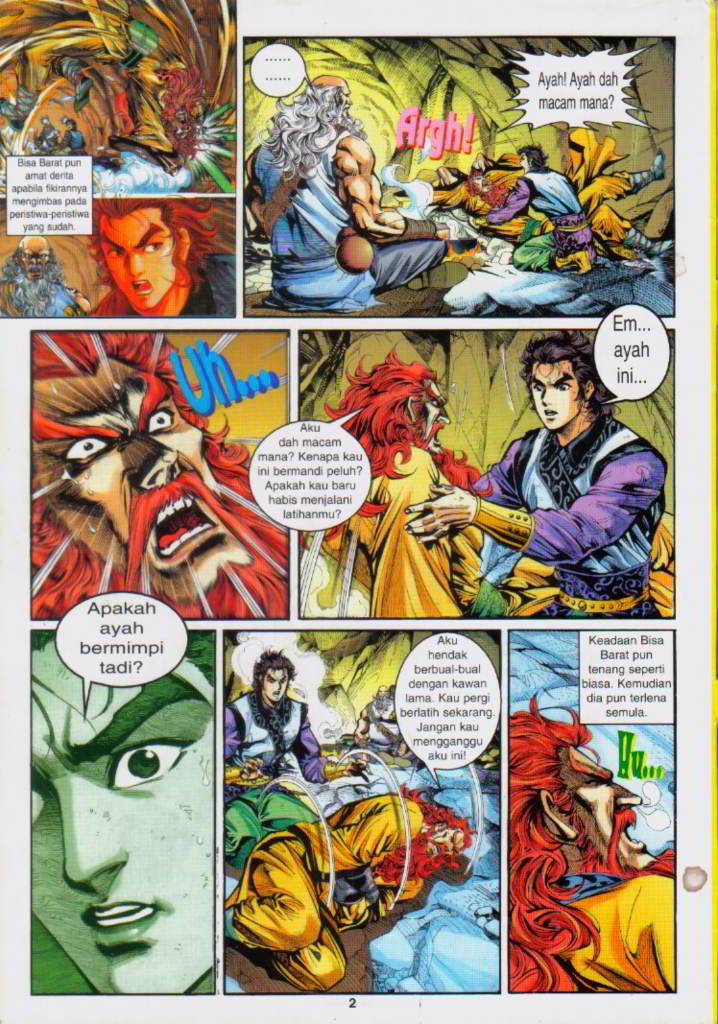 Bisa Barat pun
amat derita
apabila fikirannya
mengimbas pada
peristiwa-peristiwa
yang sudah.
......
......
Argh!
Ayah! Ayah dah
macam mana?
Uh....
Aku
dah macam
mana? Kenapa kau
ini bermandi peluh?
Apakah kau baru
habis menjalani
latihanmu?
Em...
ayah
ini...
Apakah
ayah
bermimpi
tadi?
Aku
hendak
berbual-bual
dengan kawan
lama. Kau pergi
berlatih sekarang.
Jangan kau
mengganggu
aku ini!
Keadaan Bisa
Barat pun
tenang seperti
biasa. Kemudian
dia pun terlena
semula.
Hu...
2